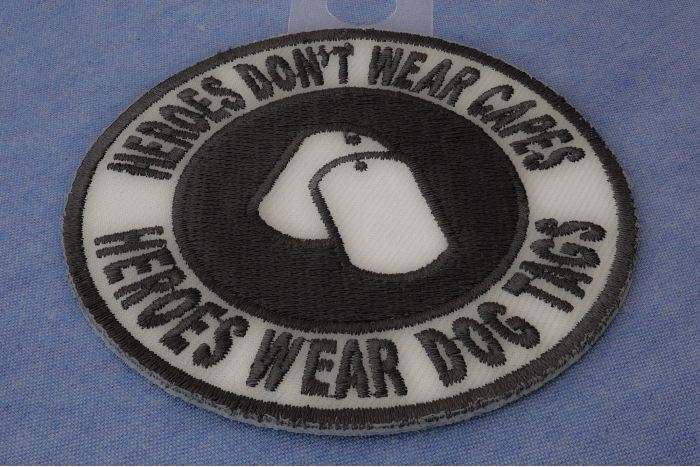 HEROES DON'T WEAR CAPES
HEROES WEAR DOG TAGS